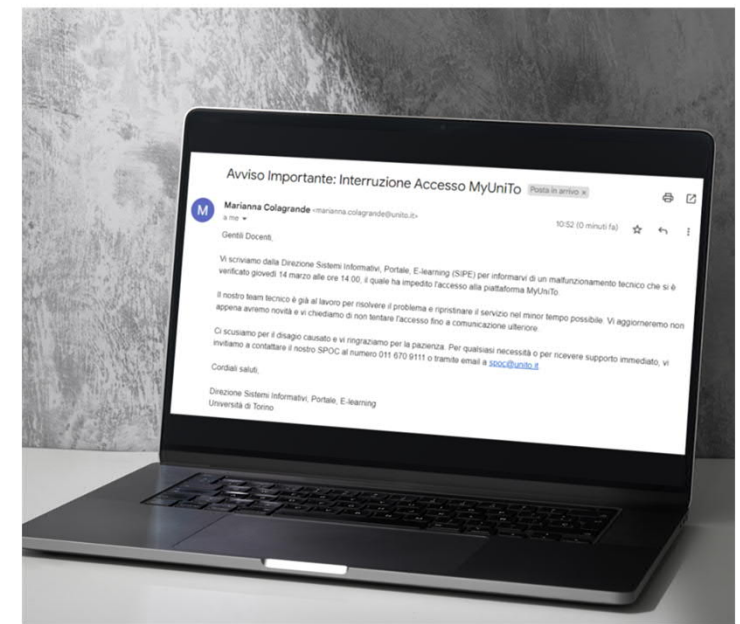 Avviso Importante: Interruzione Accesso MyUniTo Posta in arrivo x
M
Marianna Colagrande <marianna.colagrande@unito.it>
10:52 (0 minuti fa)
a me
Gentili Docenti,
Vi scriviamo dalla Direzione Sistemi Informativi, Portale, E-learning (SIPE) per informarvi di un malfunzionamento tecnico che si è
verificato giovedì 14 marzo alle ore 14:00, il quale ha impedito l'accesso alla piattaforma MyUniTo.
Il nostro team tecnico è già al lavoro per risolvere il problema e ripristinare il servizio nel minor tempo possibile. Vi aggiorneremo non
appena avremo novità e vi chiediamo di non tentare l'accesso fino a comunicazione ulteriore.
Ci scusiamo per il disagio causato e vi ringraziamo per la pazienza. Per qualsiasi necessità o per ricevere supporto immediato, vi
invitiamo a contattare il nostro SPOC al numero 011 670 9111 o tramite email a spoc@unito.it
Cordiali saluti,
Direzione Sistemi Informativi, Portale, E-learning
Università di Torino